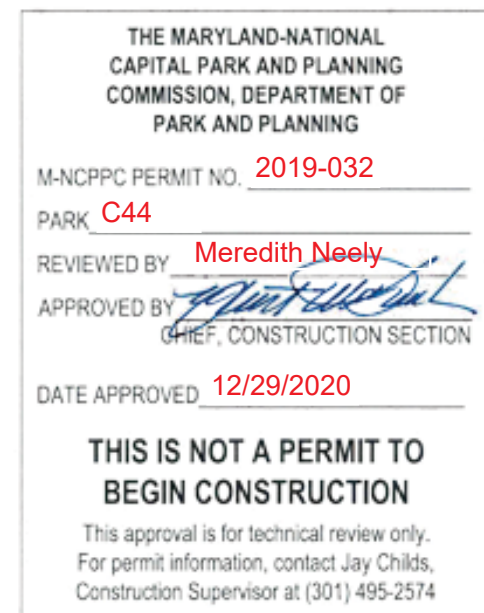 THE MARYLAND-NATIONAL
CAPITAL PARK AND PLANNING
COMMISSION, DEPARTMENT OF
PARK AND PLANNING
M-NCPPC PERMIT NO. 2019-032
PARK C44
REVIEWED BY Meredith Neely
APPROVED BY
CHIEF, CONSTRUCTION SECTION
DATE APPROVED 12/29/2020
THIS IS NOT A PERMIT TO
BEGIN CONSTRUCTION
This approval is for technical review only.
For permit information, contact Jay Childs,
Construction Supervisor at (301) 495-2574